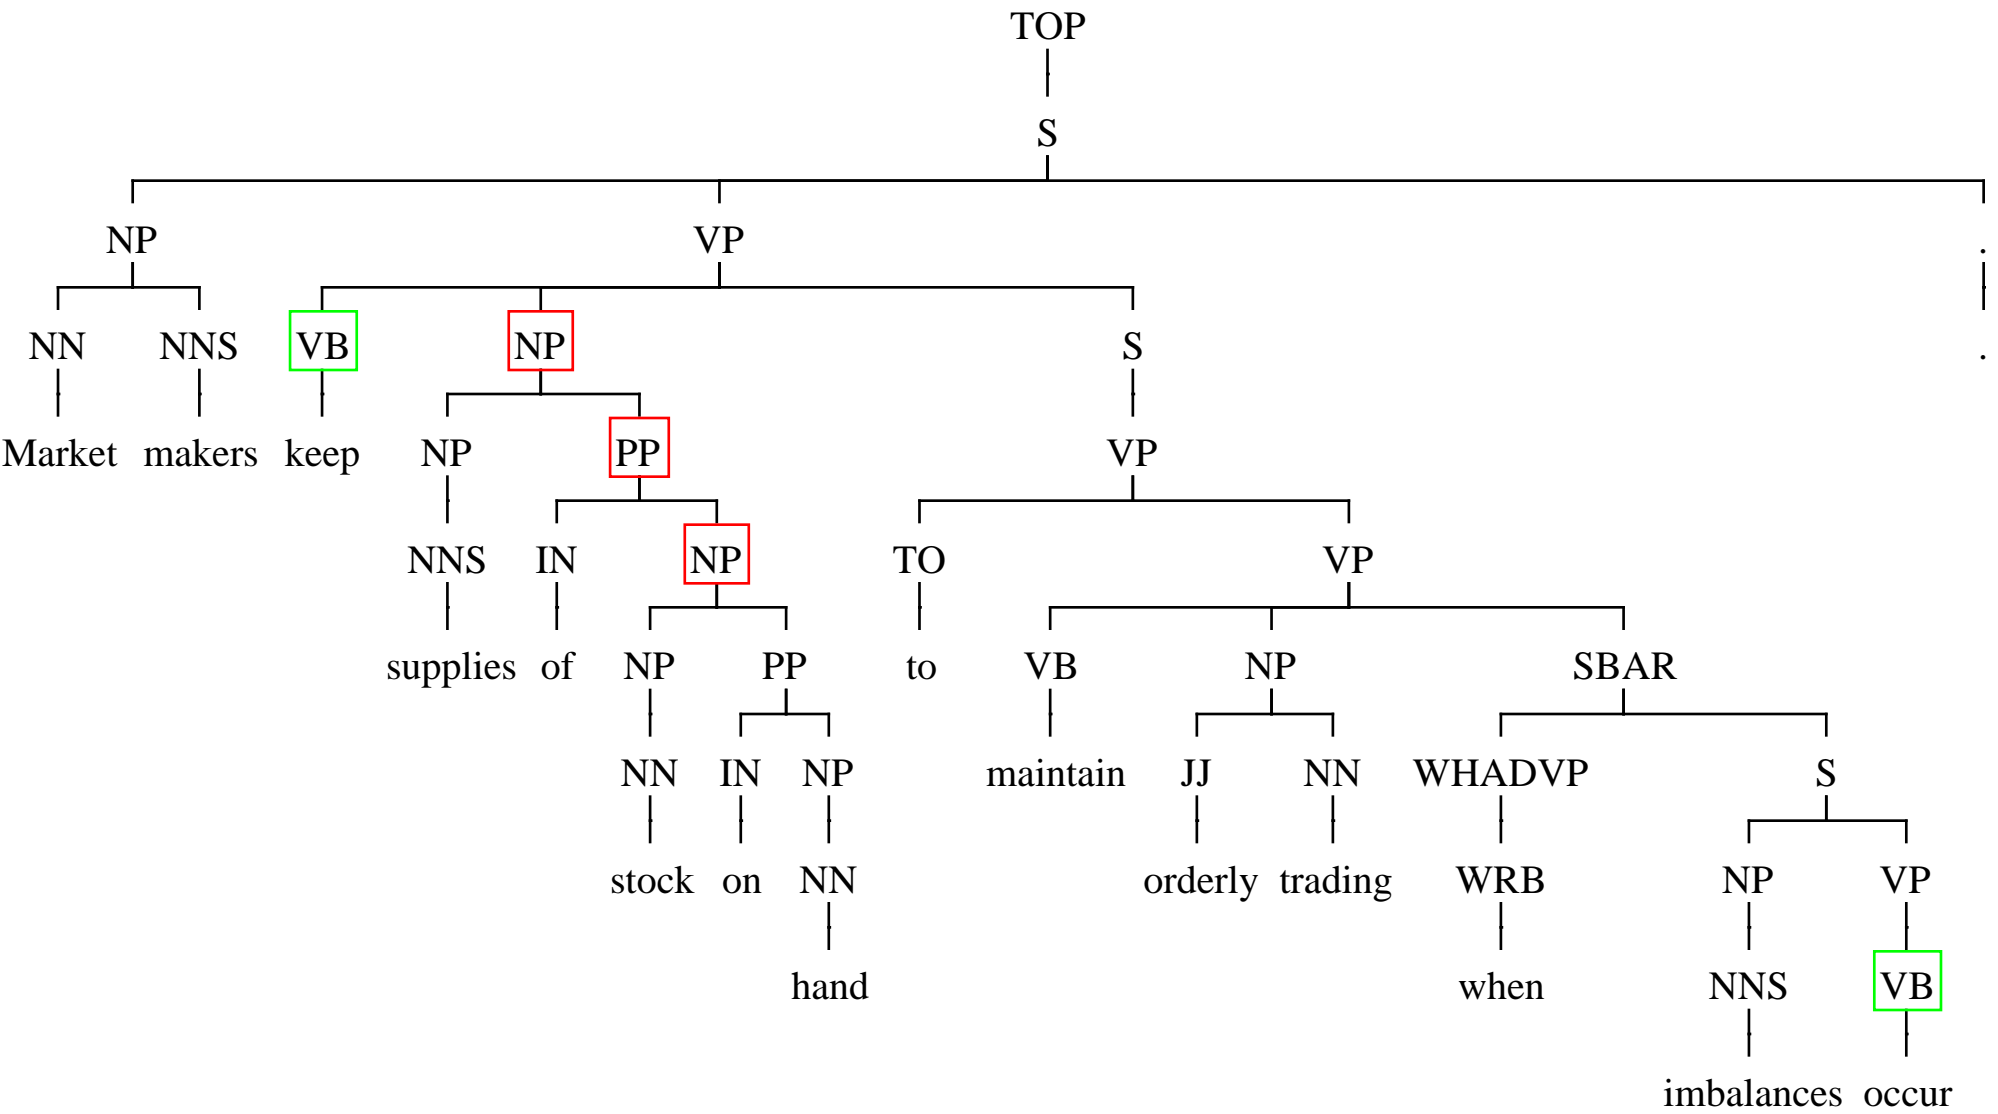 TOP
S
NP VP .
NN NNS VB NP S .
Market makers keep NP PP VP
NNS IN NP TO VP
supplies of NP PP to VB NP SBAR
NN IN NP maintain JJ NN WHADVP S
stock on NN orderly trading WRB NP VP
hand when NNS VB
imbalances occur